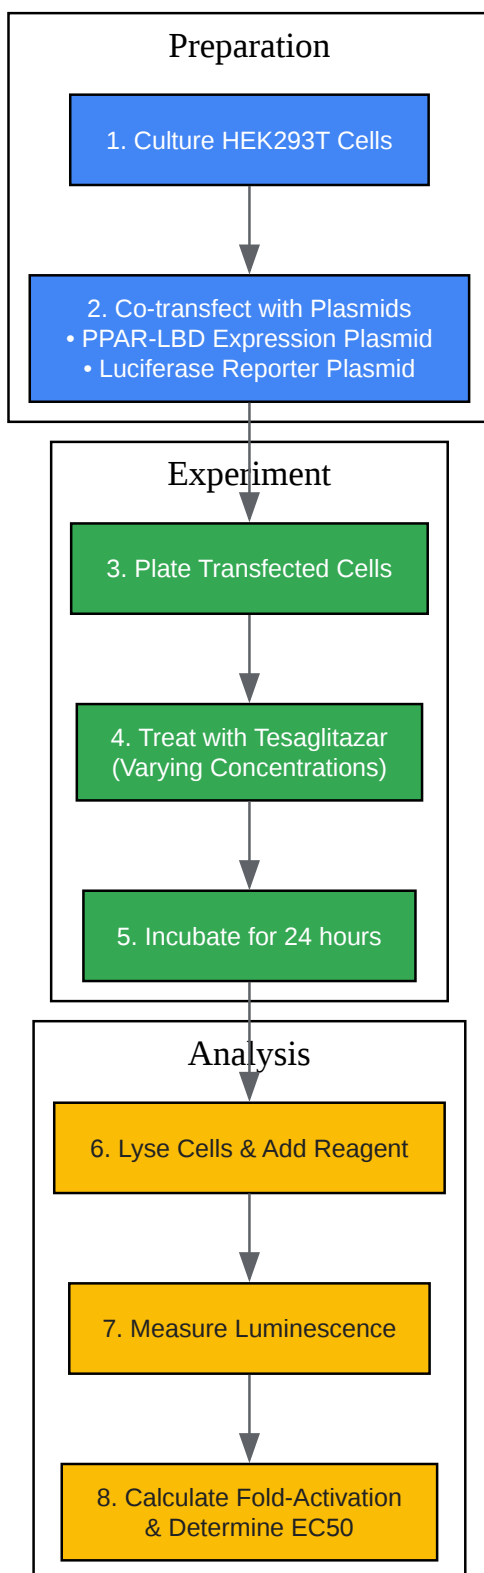 Preparation
1. Culture HEK293T Cells
2. Co-transfect with Plasmids
• PPAR-LBD Expression Plasmid
• Luciferase Reporter Plasmid
Experiment
3. Plate Transfected Cells
4. Treat with Tesaglitazar
(Varying Concentrations)
5. Incubate for 24 hours
Analysis
6. Lyse Cells & Add Reagent
7. Measure Luminescence
8. Calculate Fold-Activation
& Determine EC50